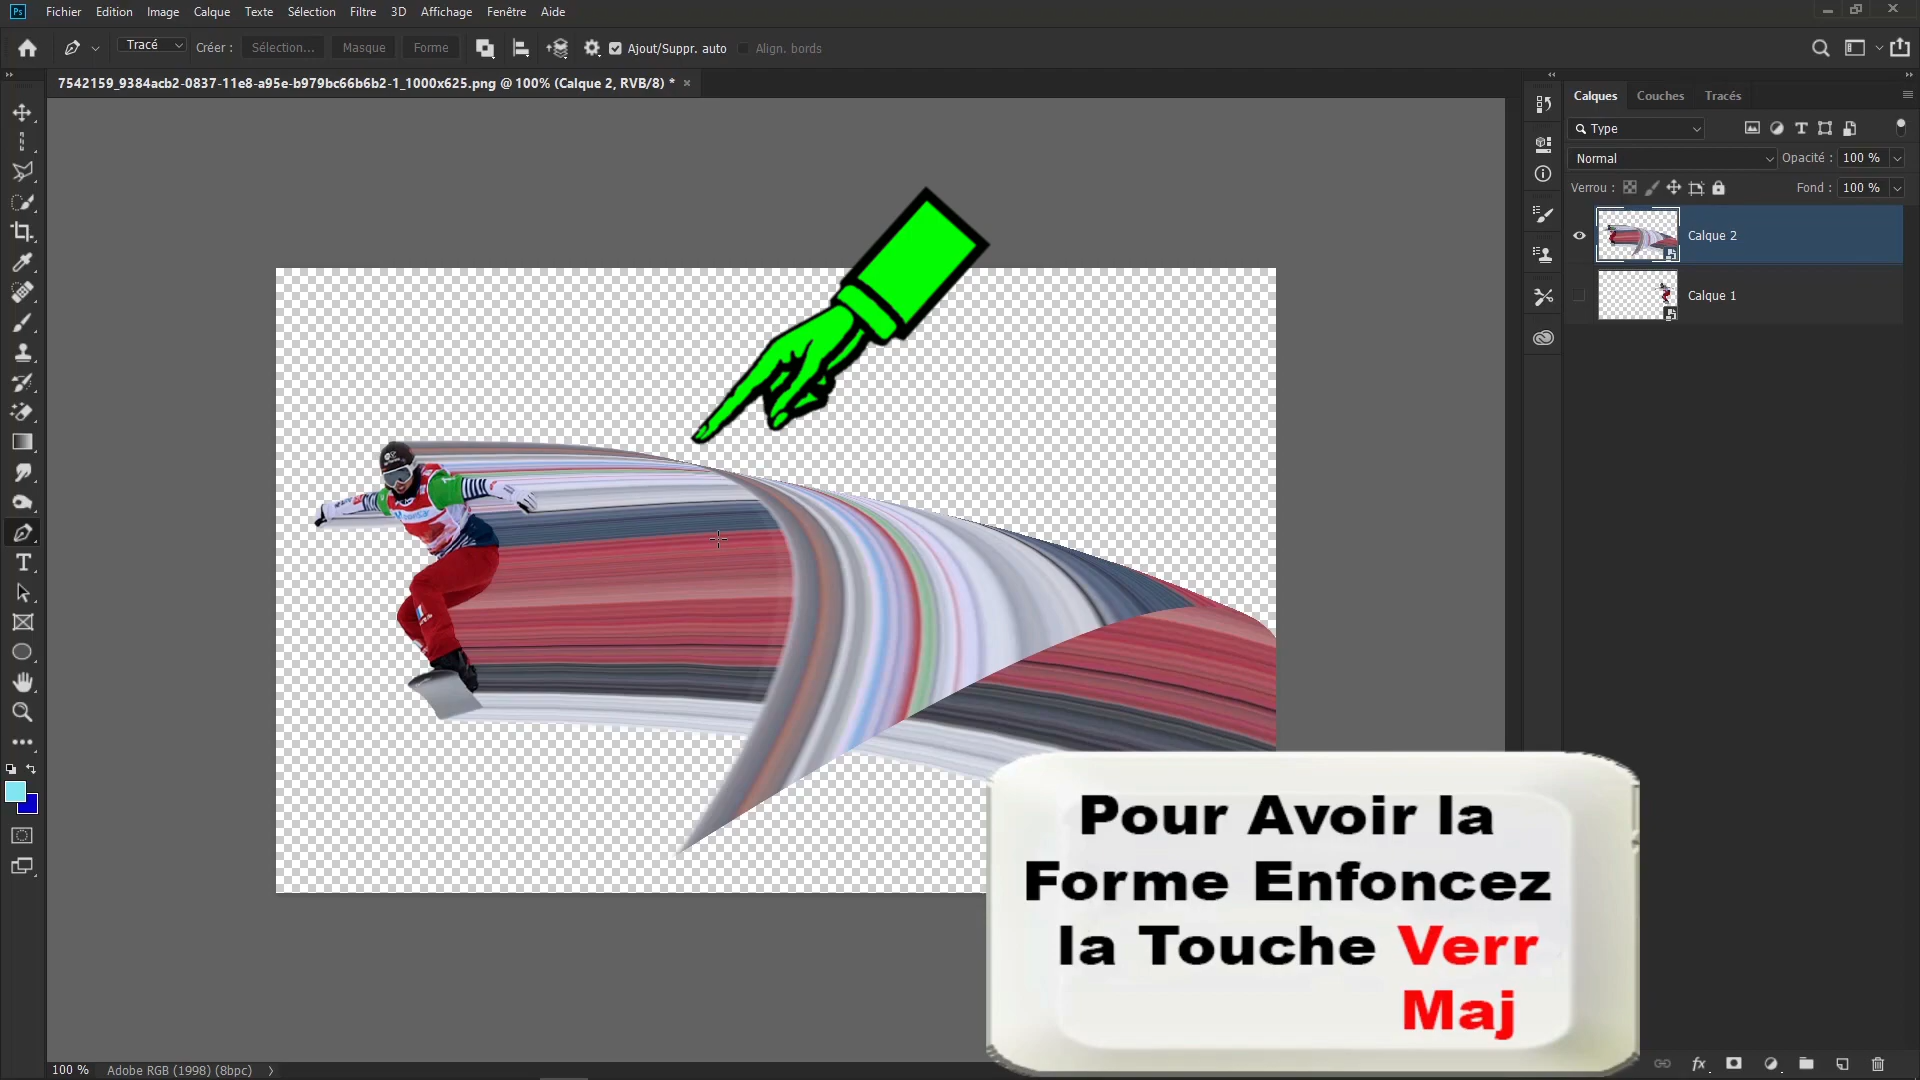 Ps Fichier Edition Image Calque Texte Sélection Filtre 3D Affichage Fenêtre Aide
Tracé Créer : Sélection... Masque Forme Ajout/Suppr. auto Align. bords
7542159_9384acb2-0837-11e8-a95e-b979bc66b6b2-1_1000x625.png @ 100% (Calque 2, RVB/8) *
Calques Couches Tracés
Type
Normal Opacité : 100 %
Verrou : Fond : 100 %
Calque 2
Calque 1
Pour Avoir la
Forme Enfoncez
la Touche Verr
Maj
100 % Adobe RGB (1998) (8bpc)
fx